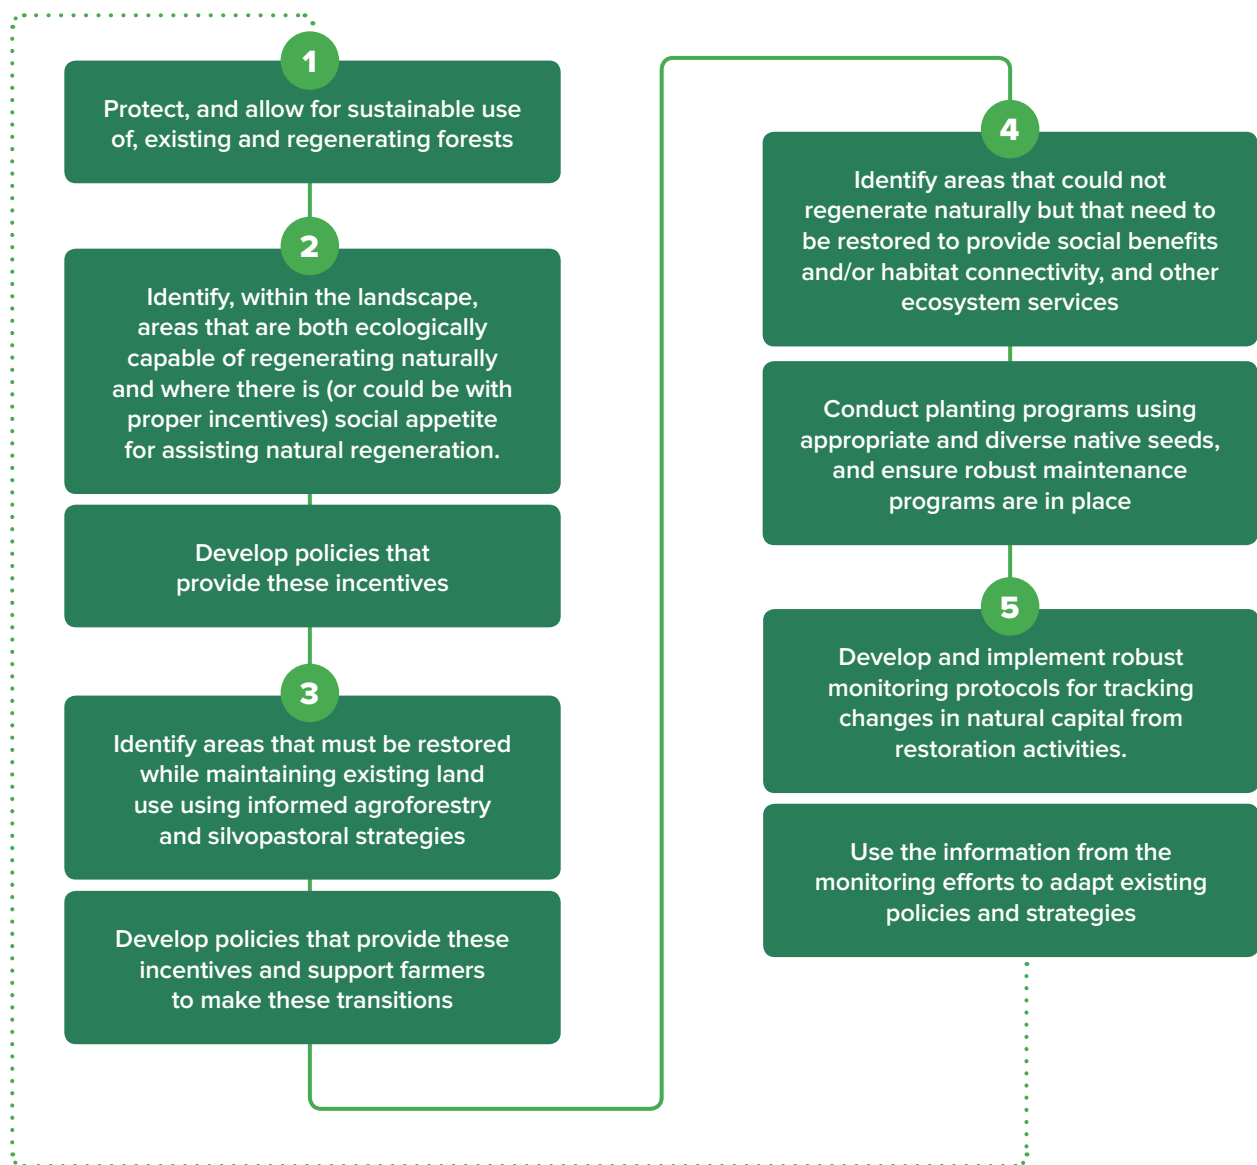 1
Protect, and allow for sustainable use
of, existing and regenerating forests
2
Identify, within the landscape,
areas that are both ecologically
capable of regenerating naturally
and where there is (or could be with
proper incentives) social appetite
for assisting natural regeneration.
Develop policies that
provide these incentives
3
Identify areas that must be restored
while maintaining existing land
use using informed agroforestry
and silvopastoral strategies
Develop policies that provide these
incentives and support farmers
to make these transitions
4
Identify areas that could not
regenerate naturally but that need to
be restored to provide social benefits
and/or habitat connectivity, and other
ecosystem services
Conduct planting programs using
appropriate and diverse native seeds,
and ensure robust maintenance
programs are in place
5
Develop and implement robust
monitoring protocols for tracking
changes in natural capital from
restoration activities.
Use the information from the
monitoring efforts to adapt existing
policies and strategies